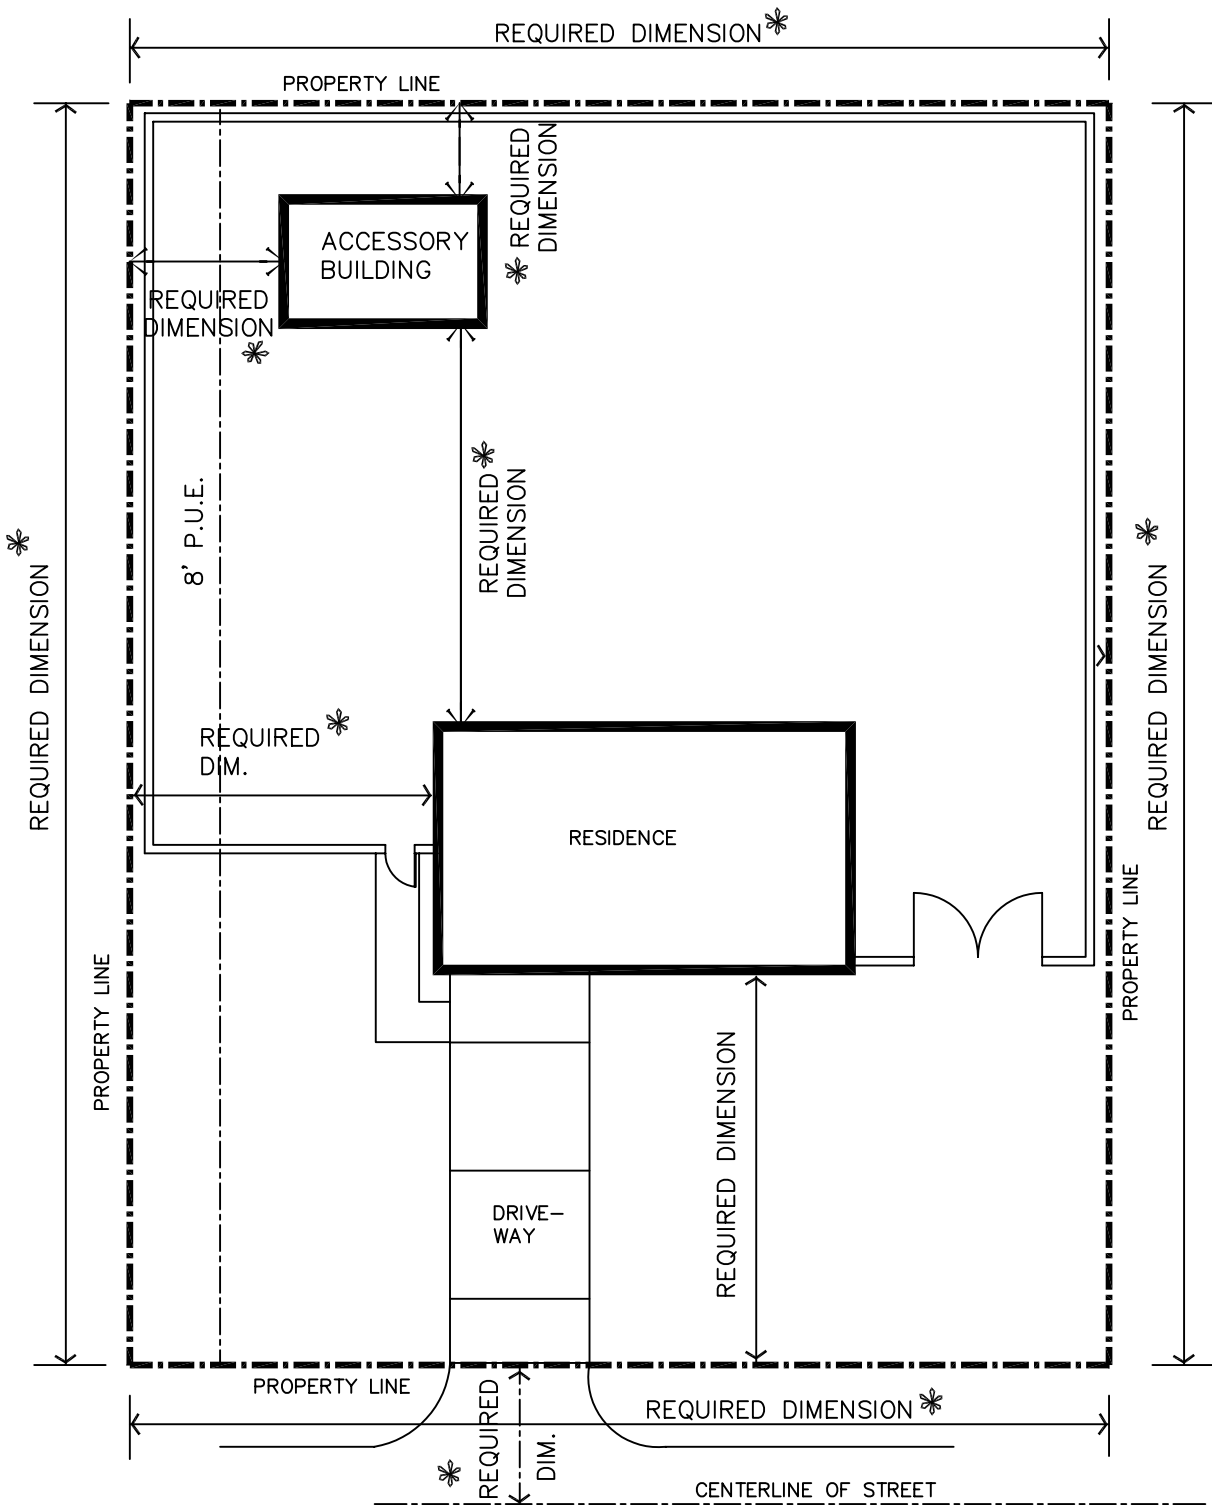 REQUIRED DIMENSION*
PROPERTY LINE
* REQUIRED
DIMENSION
ACCESSORY
BUILDING
REQUIRED
DIMENSION
*
REQUIRED*
DIMENSION
8' P.U.E.
REQUIRED DIMENSION *
REQUIRED DIMENSION *
REQUIRED *
DIM.
RESIDENCE
PROPERTY LINE
PROPERTY LINE
REQUIRED DIMENSION
DRIVE-
WAY
PROPERTY LINE
REQUIRED DIMENSION*
* REQUIRED
DIM.
CENTERLINE OF STREET